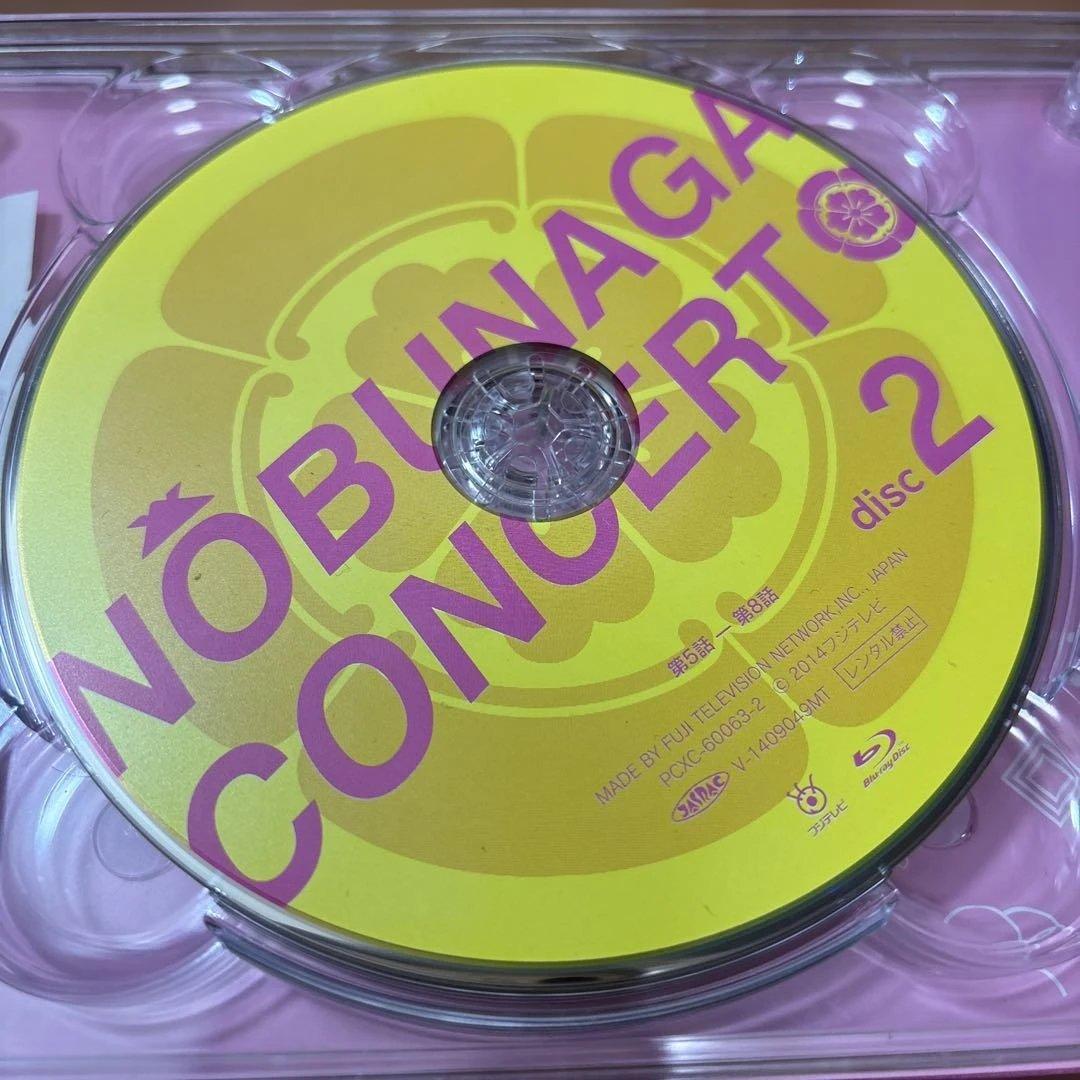 NOBUNAGA
CONCERTO
disc 2
第5話 ― 第8話
MADE BY FUJI TELEVISION NETWORK,INC., JAPAN
PCXC-60063-2 © 2014フジテレビ
V-1409049MT レンタル禁止
JASRAC
フジテレビ
Blu-ray Disc